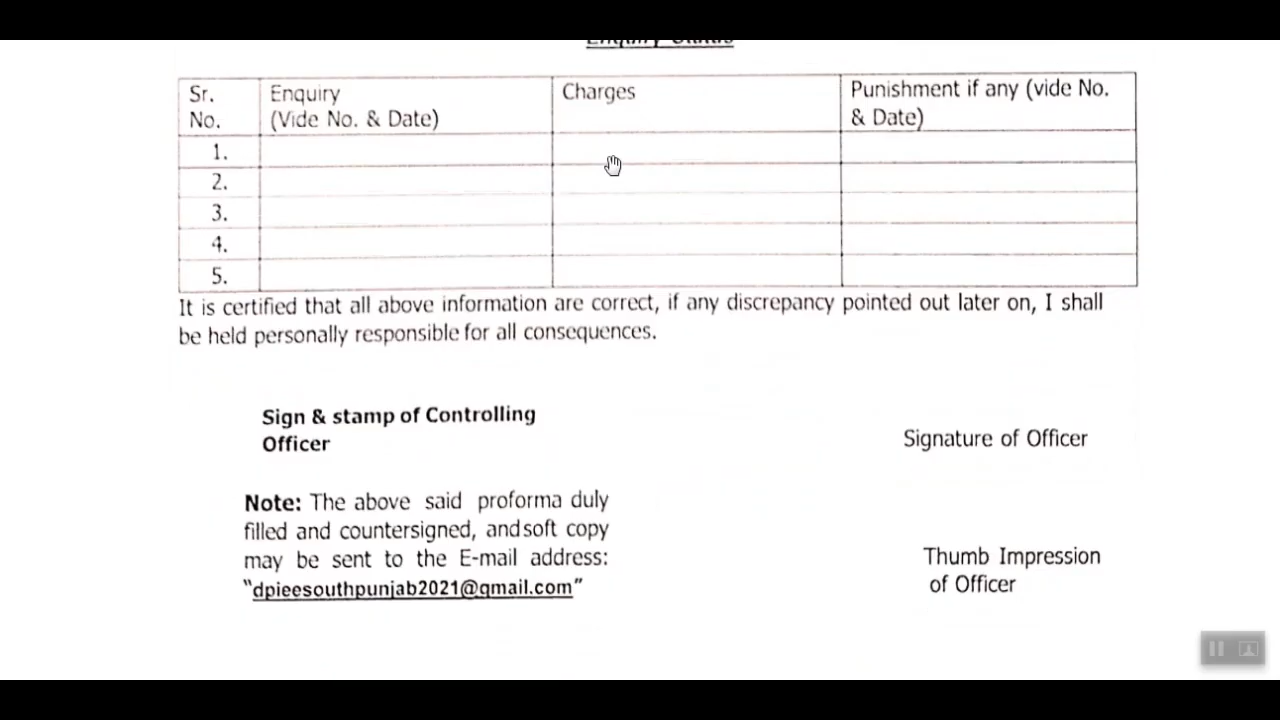 Enquiry Status
Sr. No. Enquiry (Vide No. & Date) Charges Punishment if any (vide No. & Date)
1.
2.
3.
4.
5.
It is certified that all above information are correct, if any discrepancy pointed out later on, I shall
be held personally responsible for all consequences.
Sign & stamp of Controlling
Officer
Signature of Officer
Note: The above said proforma duly
filled and countersigned, and soft copy
may be sent to the E-mail address:
"dpieesouthpunjab2021@gmail.com"
Thumb Impression
of Officer